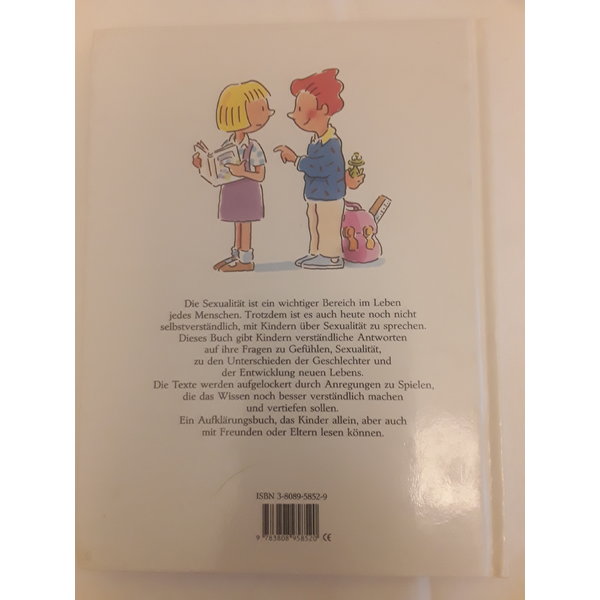 Die Sexualität ist ein wichtiger Bereich im Leben
jedes Menschen. Trotzdem ist es auch heute noch nicht
selbstverständlich, mit Kindern über Sexualität zu sprechen.
Dieses Buch gibt Kindern verständliche Antworten
auf ihre Fragen zu Gefühlen, Sexualität,
zu den Unterschieden der Geschlechter und
der Entwicklung neuen Lebens.
Die Texte werden aufgelockert durch Anregungen zu Spielen,
die das Wissen noch besser verständlich machen
und vertiefen sollen.
Ein Aufklärungsbuch, das Kinder allein, aber auch
mit Freunden oder Eltern lesen können.
ISBN 3-8089-5852-9
9 783808 958520 CE